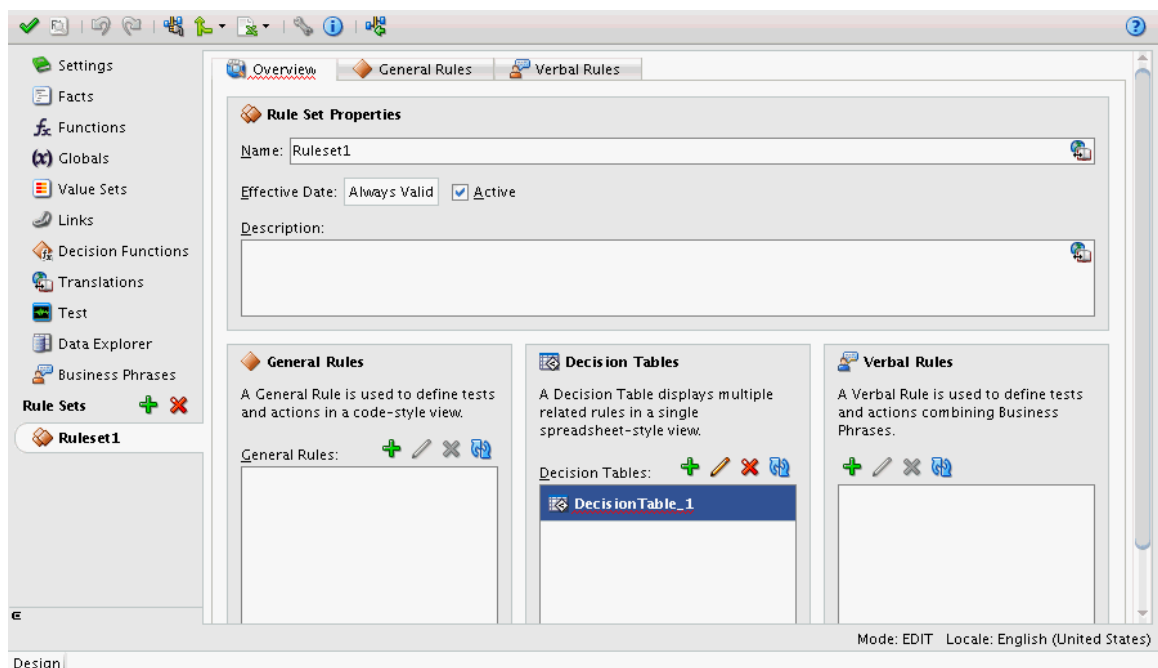 Settings
Facts
Functions
Globals
Value Sets
Links
Decision Functions
Translations
Test
Data Explorer
Business Phrases
Rule Sets
Ruleset1
Overview General Rules Verbal Rules
Rule Set Properties
Name: Ruleset1
Effective Date: Always Valid Active
Description:
General Rules
A General Rule is used to define tests
and actions in a code-style view.
General Rules:
Decision Tables
A Decision Table displays multiple
related rules in a single
spreadsheet-style view.
Decision Tables:
DecisionTable_1
Verbal Rules
A Verbal Rule is used to define tests
and actions combining Business
Phrases.
Mode: EDIT Locale: English (United States)
Design